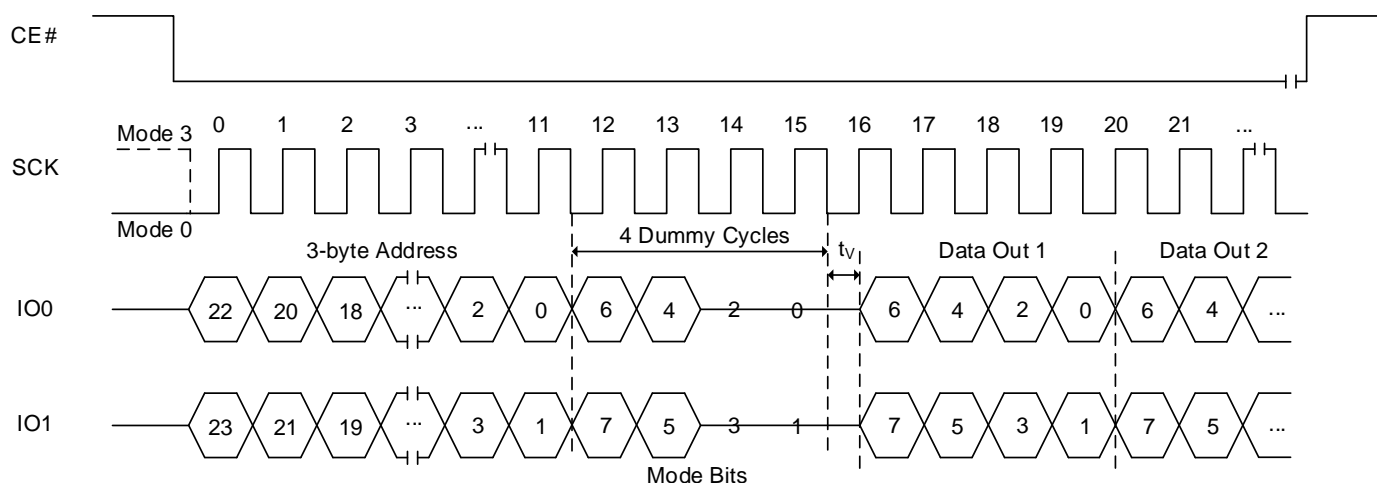 CE#
Mode 3 0 1 2 3 ... 11 12 13 14 15 16 17 18 19 20 21 ...
SCK
Mode 0
3-byte Address 4 Dummy Cycles tV Data Out 1 Data Out 2
IO0 22 20 18 ... 2 0 6 4 2 0 6 4 2 0 6 4 ...
IO1 23 21 19 ... 3 1 7 5 3 1 7 5 3 1 7 5 ...
Mode Bits